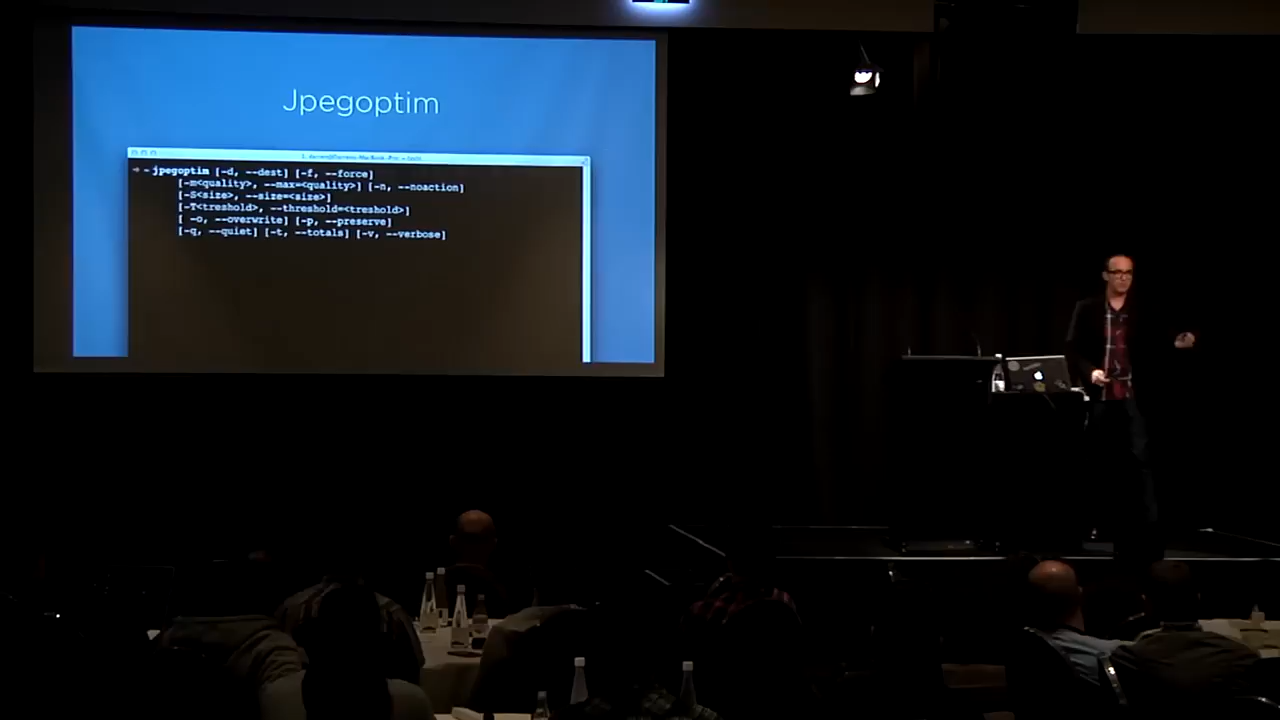 Jpegoptim
jpegoptim [-d, --dest] [-f, --force]
[-m<quality>, --max=<quality>] [-n, --noaction]
[-S<size>, --size=<size>]
[-T<treshold>, --threshold=<treshold>]
[ -o, --overwrite] [-p, --preserve]
[-q, --quiet] [-t, --totals] [-v, --verbose]